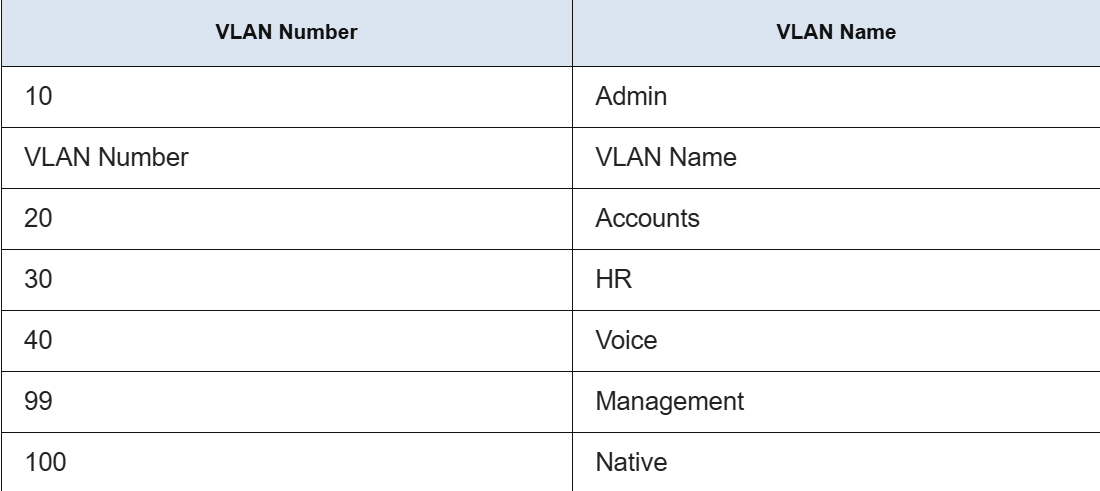 VLAN Number VLAN Name
10 Admin
VLAN Number VLAN Name
20 Accounts
30 HR
40 Voice
99 Management
100 Native